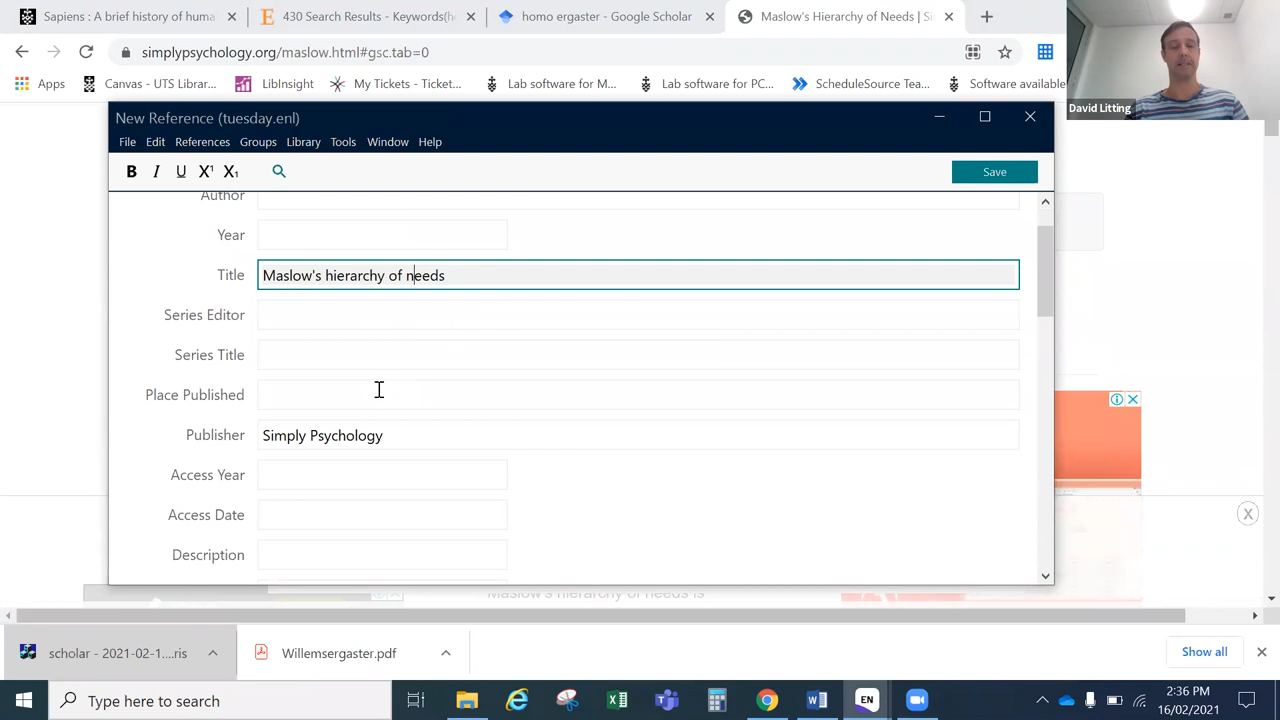 Sapiens : A brief history of huma
430 Search Results - Keywords(h
homo ergaster - Google Scholar
Maslow's Hierarchy of Needs | Si
simplypsychology.org/maslow.html#gsc.tab=0
Apps
Canvas - UTS Librar...
LibInsight
Tickets - Ticket...
Lab software for M...
Lab software for PC...
ScheduleSource Tea...
Software available
David Litting
New Reference (tuesday.enl)
File Edit References Groups Library Tools Window Help
B I U X¹ X₁
Save
Author
Year
Title Maslow's hierarchy of needs
Series Editor
Series Title
Place Published
Publisher Simply Psychology
Access Year
Access Date
Description
Maslow's hierarchy of needs is
X
scholar - 2021-02-1....ris
Willemsergaster.pdf
Show all
Type here to search
EN
2:36 PM
16/02/2021